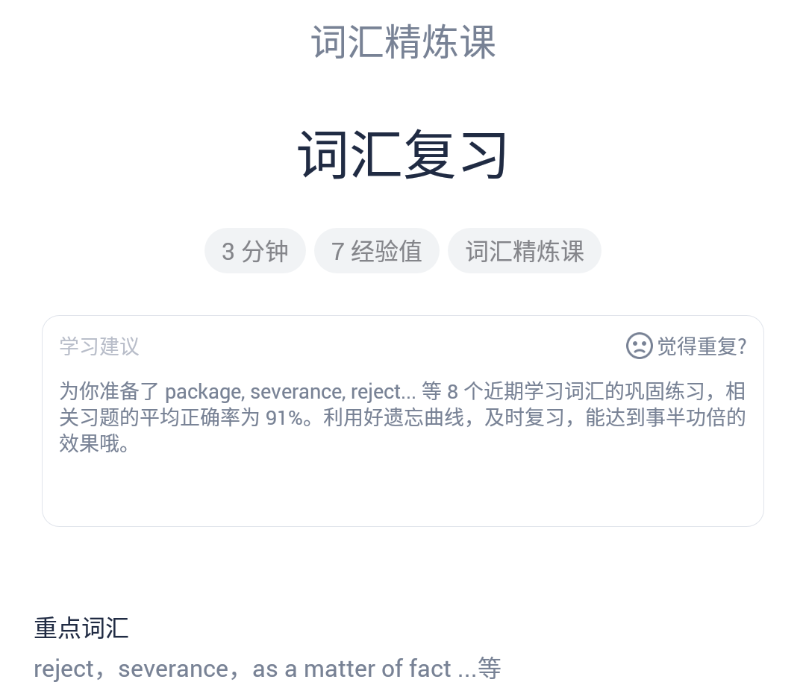 词汇精炼课
词汇复习
3 分钟 7 经验值 词汇精炼课
学习建议 觉得重复?
为你准备了 package, severance, reject... 等 8 个近期学习词汇的巩固练习，相
关习题的平均正确率为 91%。利用好遗忘曲线，及时复习，能达到事半功倍的
效果哦。
重点词汇
reject，severance，as a matter of fact ...等